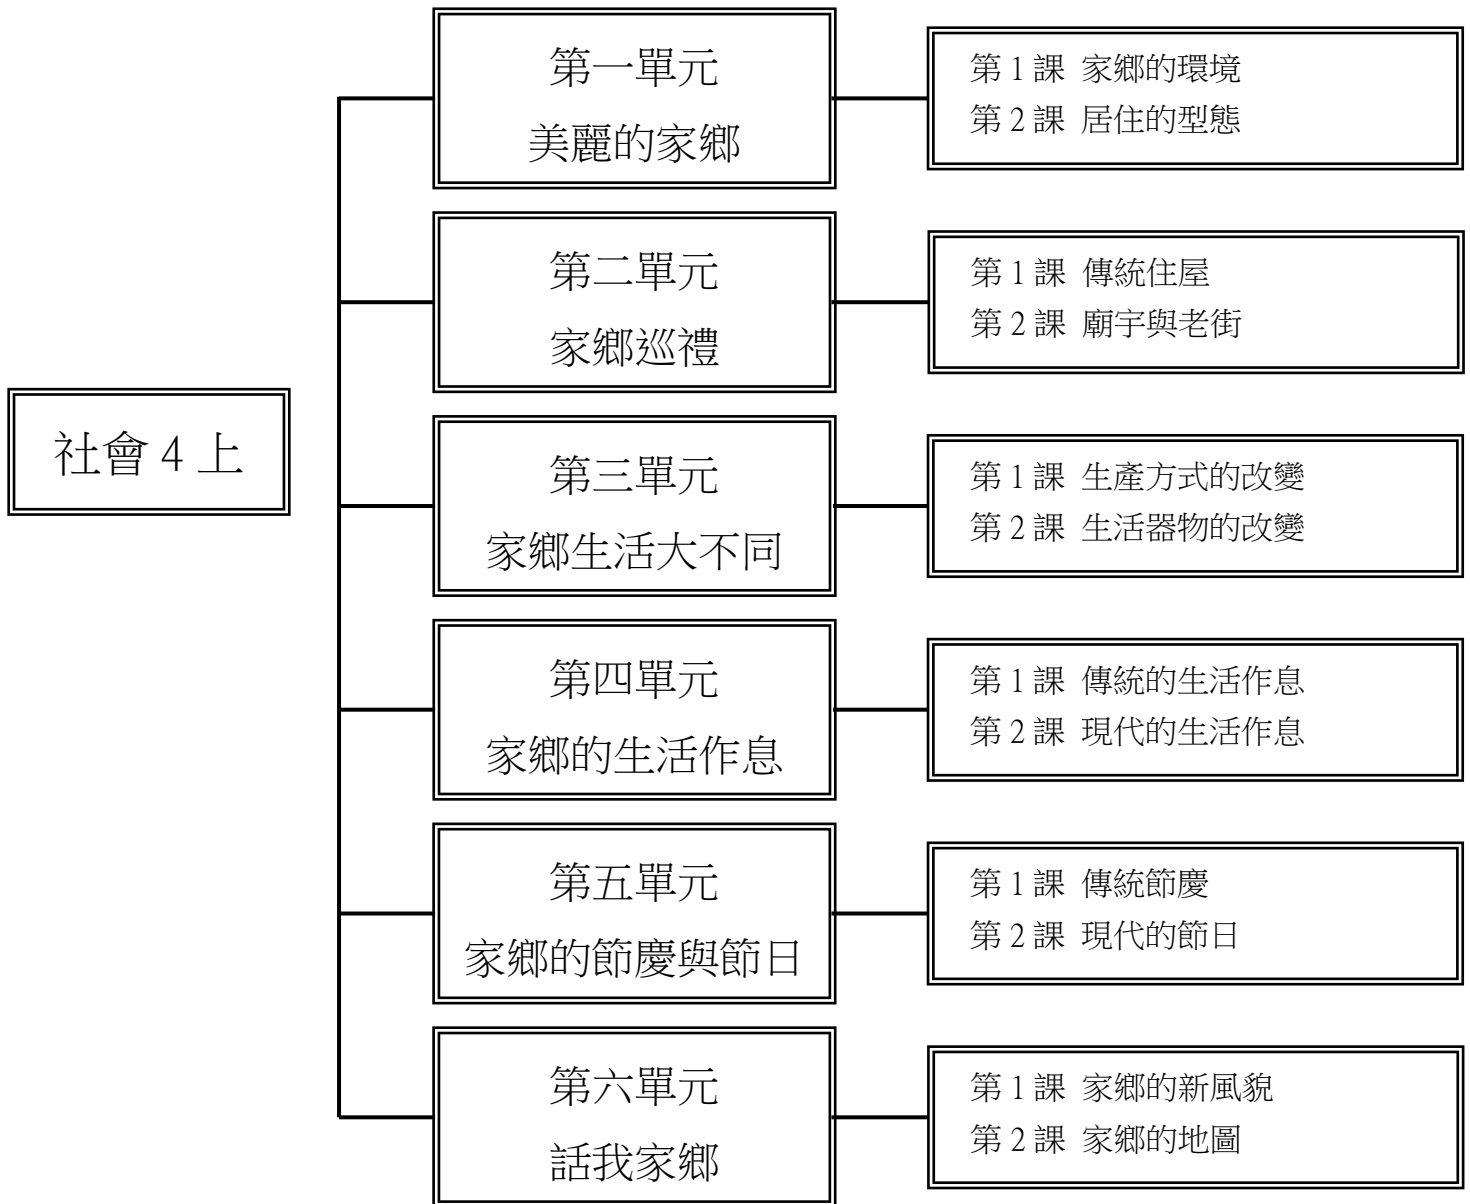 社會 4 上
第一單元
美麗的家鄉
第 1 課 家鄉的環境
第 2 課 居住的型態
第二單元
家鄉巡禮
第 1 課 傳統住屋
第 2 課 廟宇與老街
第三單元
家鄉生活大不同
第 1 課 生產方式的改變
第 2 課 生活器物的改變
第四單元
家鄉的生活作息
第 1 課 傳統的生活作息
第 2 課 現代的生活作息
第五單元
家鄉的節慶與節日
第 1 課 傳統節慶
第 2 課 現代的節日
第六單元
話我家鄉
第 1 課 家鄉的新風貌
第 2 課 家鄉的地圖